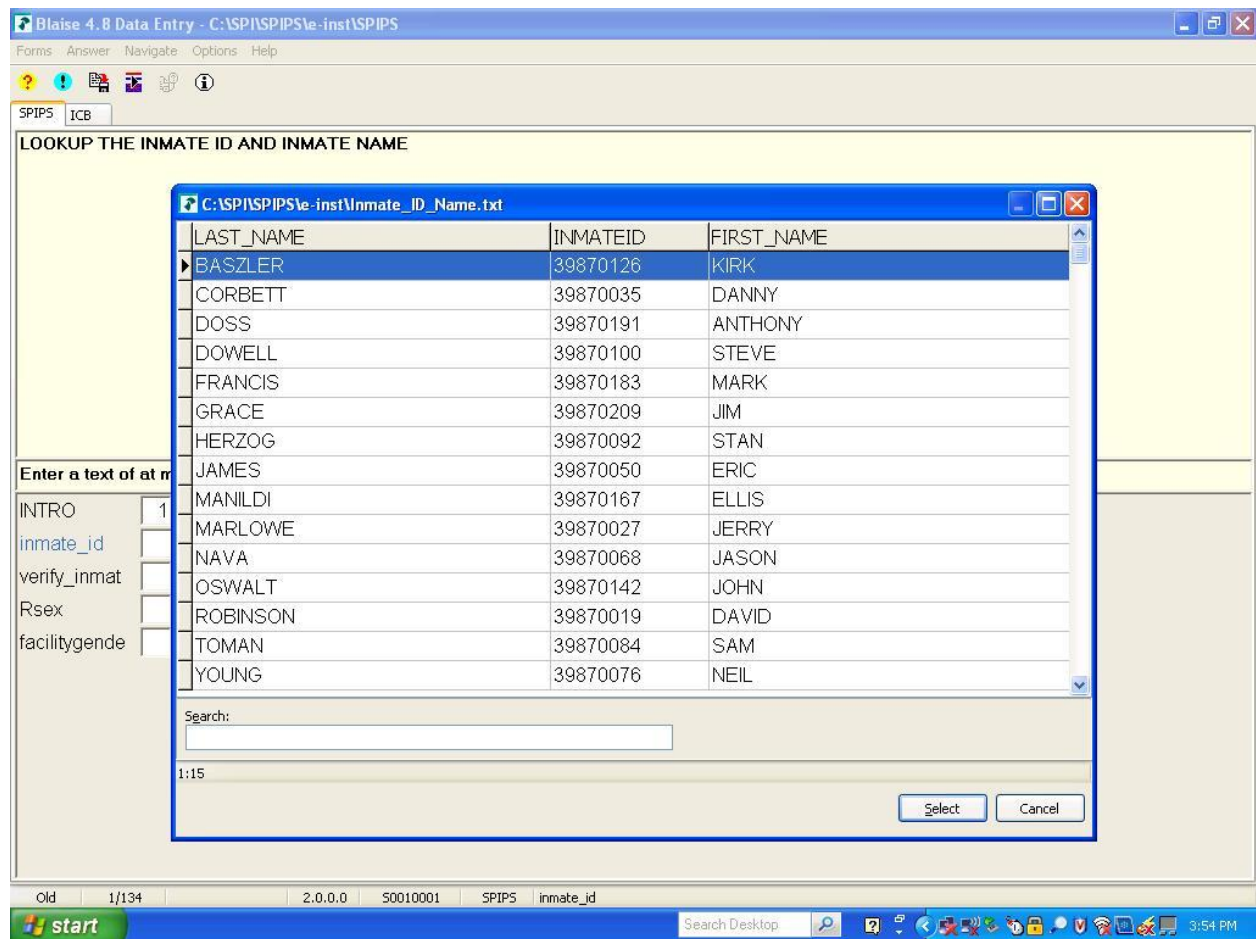 Blaise 4.8 Data Entry - C:\SPI\SPIPS\e-inst\SPIPS
Forms Answer Navigate Options Help
SPIPS ICB
LOOKUP THE INMATE ID AND INMATE NAME
C:\SPI\SPIPS\e-inst\Inmate_ID_Name.txt
LAST_NAME INMATEID FIRST_NAME
BASZLER 39870126 KIRK
CORBETT 39870035 DANNY
DOSS 39870191 ANTHONY
DOWELL 39870100 STEVE
FRANCIS 39870183 MARK
GRACE 39870209 JIM
HERZOG 39870092 STAN
JAMES 39870050 ERIC
MANILDI 39870167 ELLIS
MARLOWE 39870027 JERRY
NAVA 39870068 JASON
OSWALT 39870142 JOHN
ROBINSON 39870019 DAVID
TOMAN 39870084 SAM
YOUNG 39870076 NEIL
Search:
1:15
Select Cancel
Enter a text of at m
INTRO 1
inmate_id
verify_inmat
Rsex
facilitygende
Old 1/134 2.0.0.0 S0010001 SPIPS inmate_id
start Search Desktop 3:54 PM